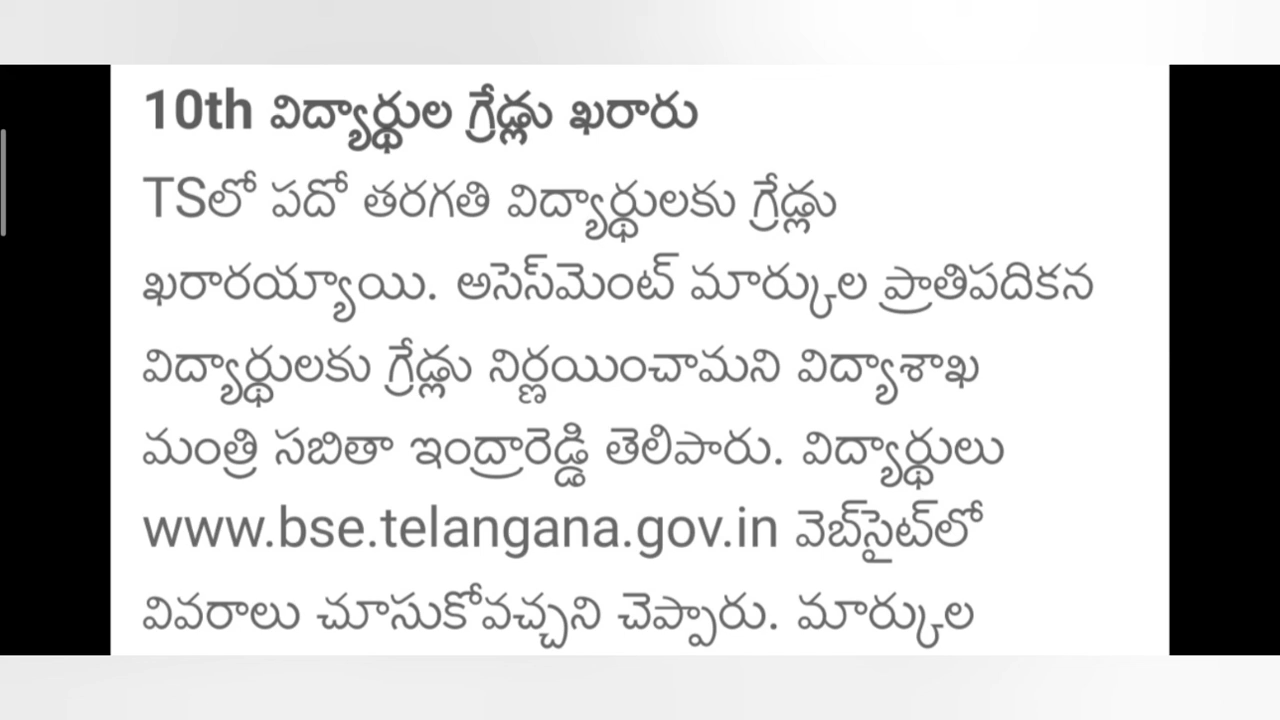 10th విద్యార్థుల గ్రేడ్లు ఖరారు
TSలో పదో తరగతి విద్యార్థులకు గ్రేడ్లు
ఖరారయ్యాయి. అసెస్‌మెంట్ మార్కుల ప్రాతిపదికన
విద్యార్థులకు గ్రేడ్లు నిర్ణయించామని విద్యాశాఖ
మంత్రి సబితా ఇంద్రారెడ్డి తెలిపారు. విద్యార్థులు
www.bse.telangana.gov.in వెబ్‌సైట్‌లో
వివరాలు చూసుకోవచ్చని చెప్పారు. మార్కుల